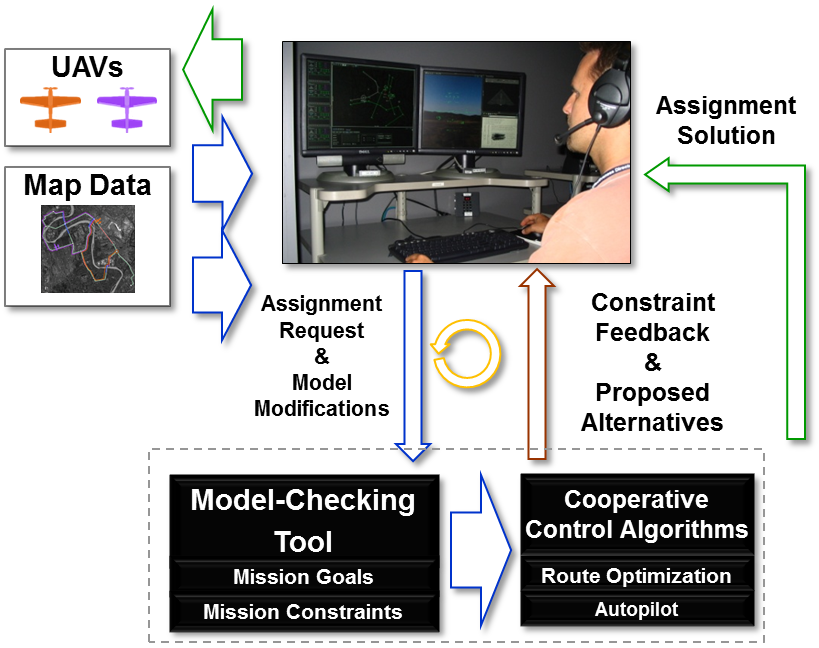 UAVs
Map Data
Assignment
Solution
Assignment
Request
&
Model
Modifications
Constraint
Feedback
&
Proposed
Alternatives
Model-Checking
Tool
Mission Goals
Mission Constraints
Cooperative
Control Algorithms
Route Optimization
Autopilot